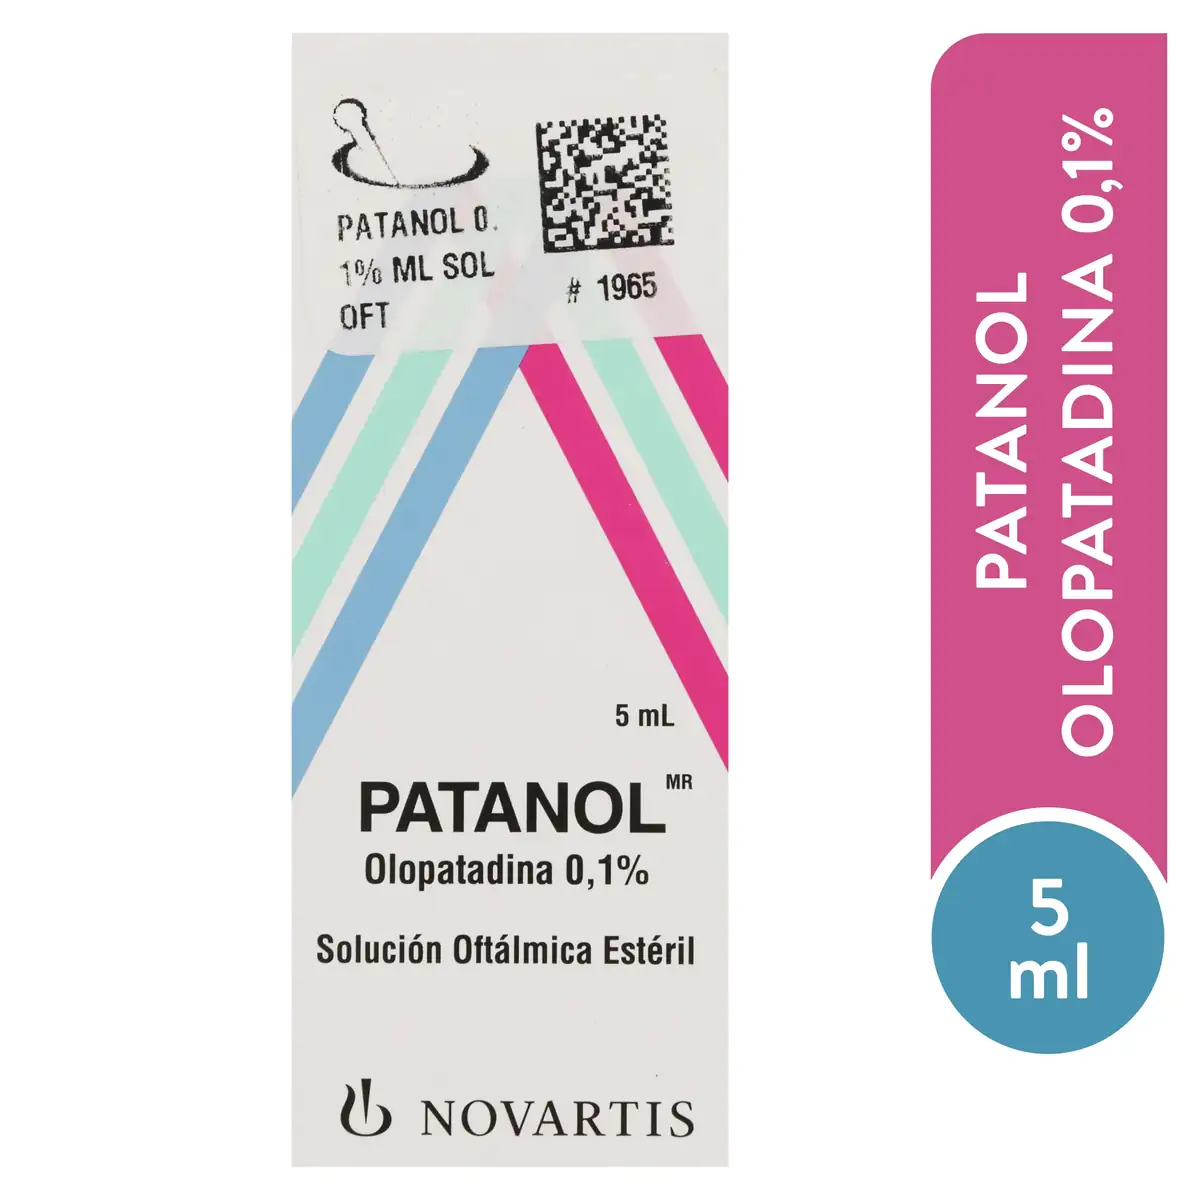 PATANOL 0.
1% ML SOL
OFT
# 1965
5 mL
PATANOL MR
Olopatadina 0,1%
Solución Oftálmica Estéril
NOVARTIS
PATANOL
OLOPATADINA 0,1%
5
ml